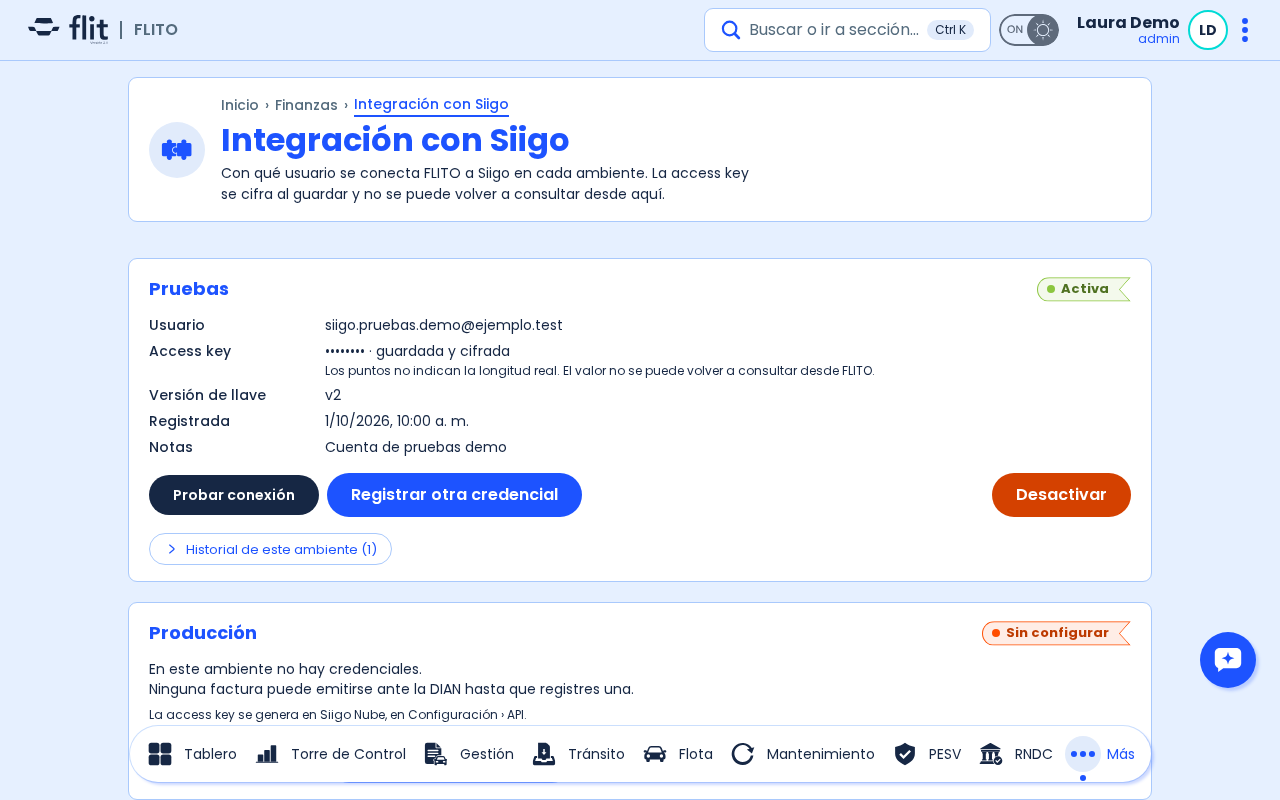 flit
FLITO
Buscar o ir a sección...
Ctrl K
ON
Laura Demo
admin
LD
Inicio › Finanzas › Integración con Siigo
Integración con Siigo
Con qué usuario se conecta FLITO a Siigo en cada ambiente. La access key
se cifra al guardar y no se puede volver a consultar desde aquí.
Pruebas
Activa
Usuario siigo.pruebas.demo@ejemplo.test
Access key •••••••• · guardada y cifrada
Los puntos no indican la longitud real. El valor no se puede volver a consultar desde FLITO.
Versión de llave v2
Registrada 1/10/2026, 10:00 a. m.
Notas Cuenta de pruebas demo
Probar conexión
Registrar otra credencial
Desactivar
Historial de este ambiente (1)
Producción
Sin configurar
En este ambiente no hay credenciales.
Ninguna factura puede emitirse ante la DIAN hasta que registres una.
La access key se genera en Siigo Nube, en Configuración › API.
Tablero
Torre de Control
Gestión
Tránsito
Flota
Mantenimiento
PESV
RNDC
Más